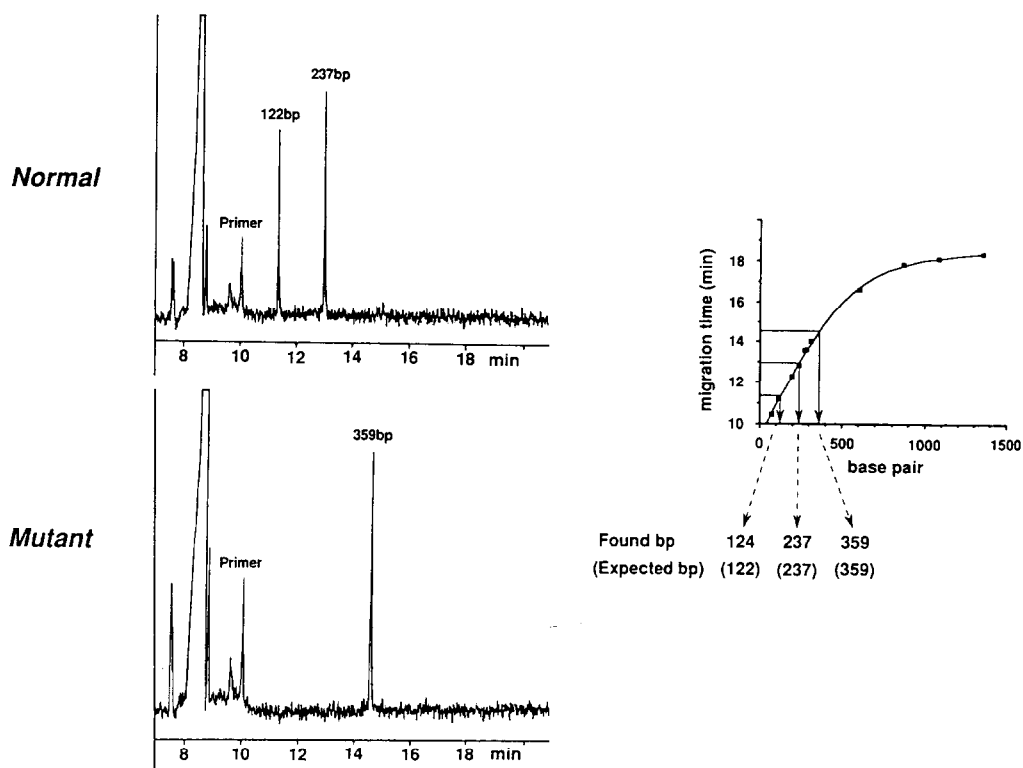 Normal
237bp
122bp
Primer
8 10 12 14 16 18 min
Mutant
359bp
Primer
8 10 12 14 16 18 min
migration time (min)
18
16
14
12
10
0 500 1000 1500
base pair
Found bp 124 237 359
(Expected bp) (122) (237) (359)